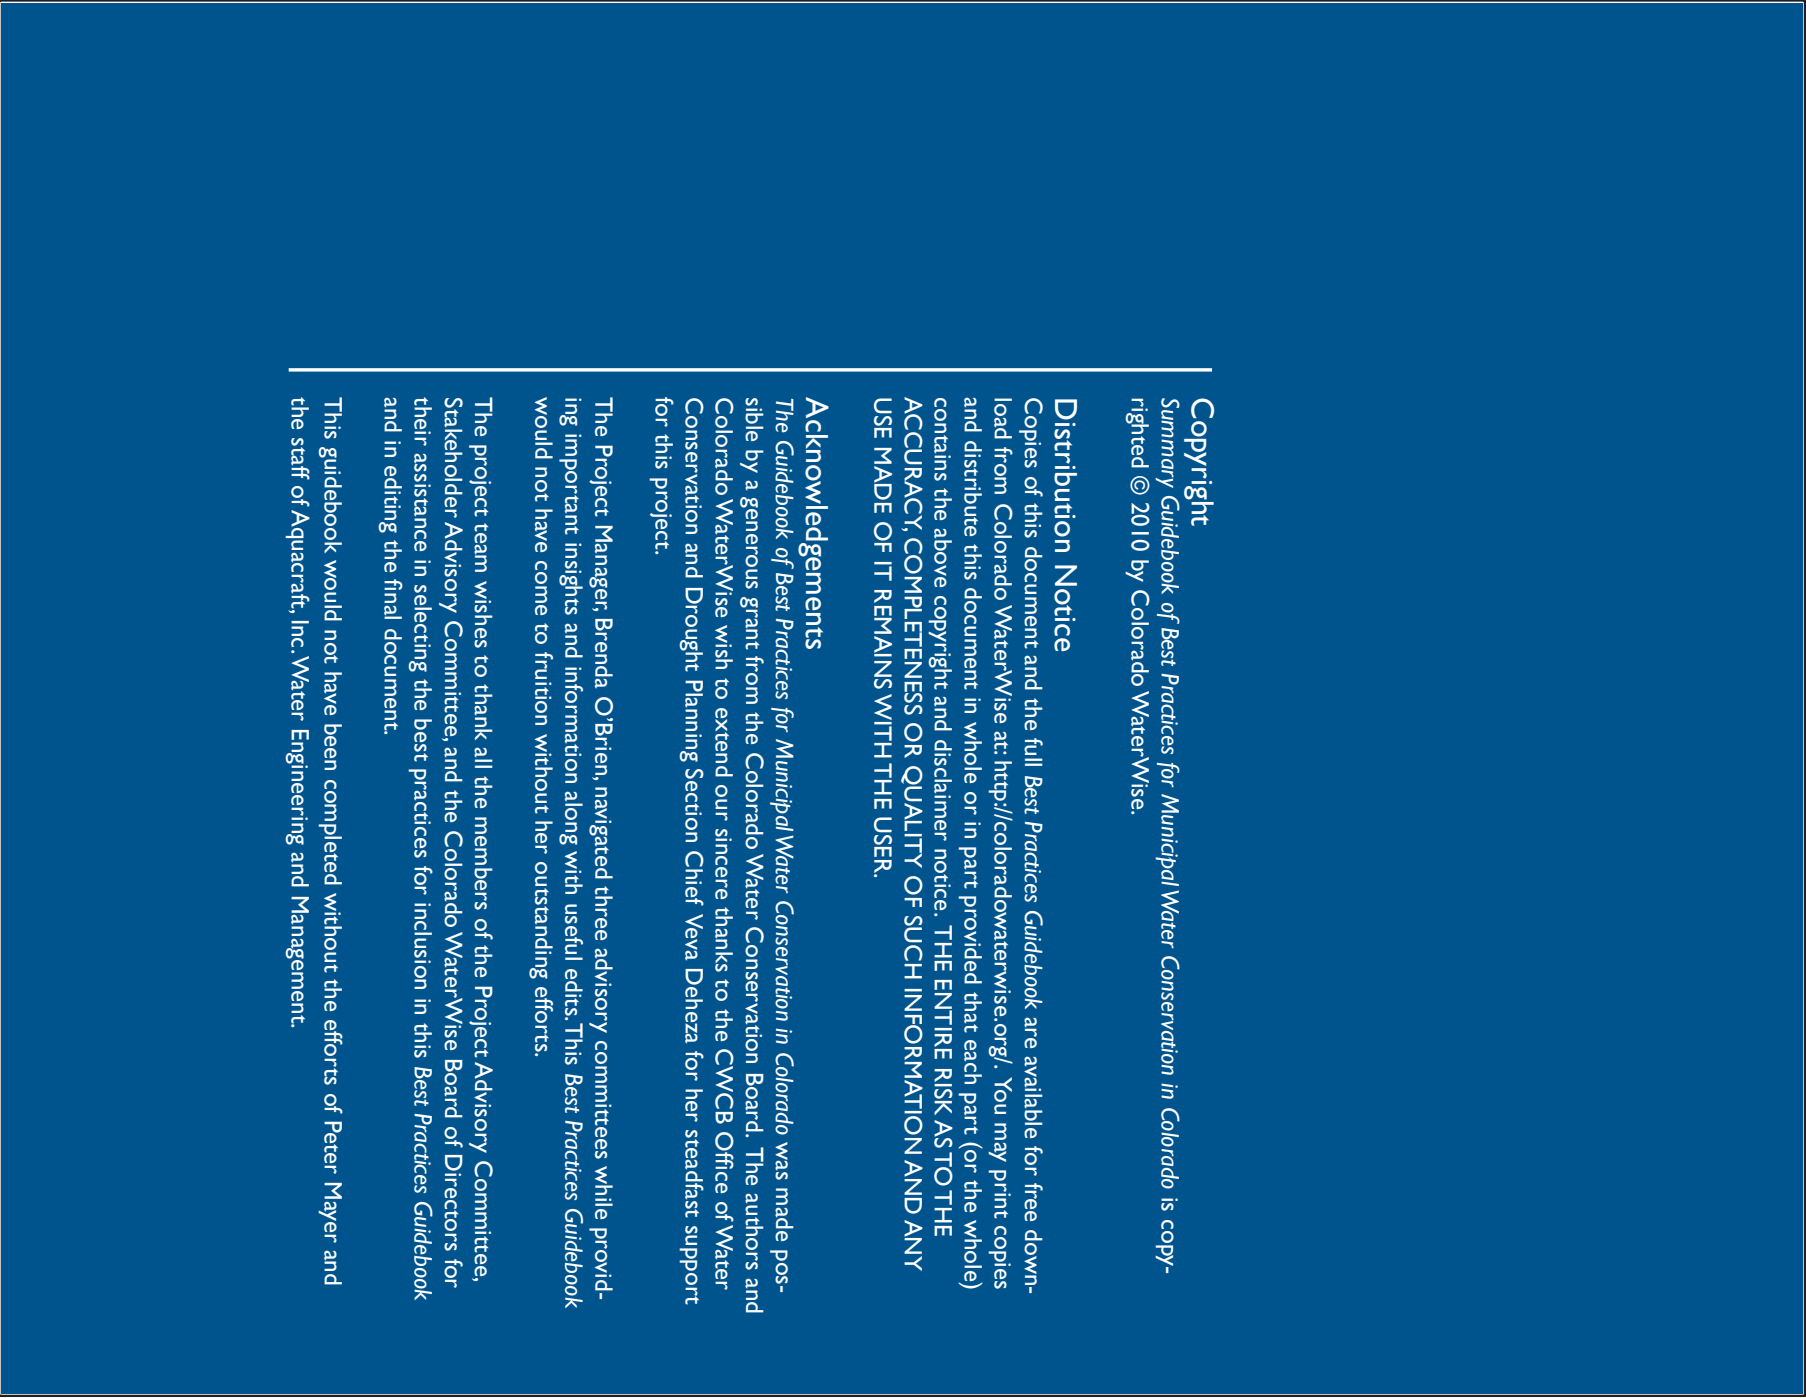 Copyright
Summary Guidebook of Best Practices for Municipal Water Conservation in Colorado is copy-
righted © 2010 by Colorado WaterWise.
Distribution Notice
Copies of this document and the full Best Practices Guidebook are available for free down-
load from Colorado WaterWise at: http://coloradowaterwise.org/. You may print copies
and distribute this document in whole or in part provided that each part (or the whole)
contains the above copyright and disclaimer notice. THE ENTIRE RISK AS TO THE
ACCURACY, COMPLETENESS OR QUALITY OF SUCH INFORMATION AND ANY
USE MADE OF IT REMAINS WITH THE USER.
Acknowledgements
The Guidebook of Best Practices for Municipal Water Conservation in Colorado was made pos-
sible by a generous grant from the Colorado Water Conservation Board. The authors and
Colorado WaterWise wish to extend our sincere thanks to the CWCB Office of Water
Conservation and Drought Planning Section Chief Veva Deheza for her steadfast support
for this project.
The Project Manager, Brenda O'Brien, navigated three advisory committees while provid-
ing important insights and information along with useful edits. This Best Practices Guidebook
would not have come to fruition without her outstanding efforts.
The project team wishes to thank all the members of the Project Advisory Committee,
Stakeholder Advisory Committee, and the Colorado WaterWise Board of Directors for
their assistance in selecting the best practices for inclusion in this Best Practices Guidebook
and in editing the final document.
This guidebook would not have been completed without the efforts of Peter Mayer and
the staff of Aquacraft, Inc. Water Engineering and Management.